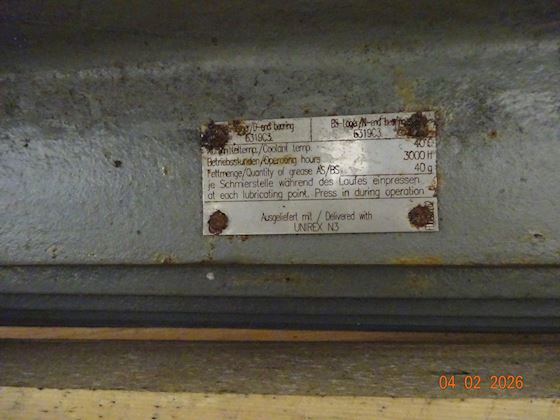 Lager/D-end bearing BS-Lager/N-end bearing
6319C3 6319C3
Kühlmitteltemp./Coolant temp. 40°C
Betriebsstunden/Operating hours 3000 H
Fettmenge/Quantity of grease AS/BS 40 g
je Schmierstelle während des Laufes einpressen
at each lubricating point. Press in during operation
Ausgeliefert mit / Delivered with
UNIREX N3
04 02 2026